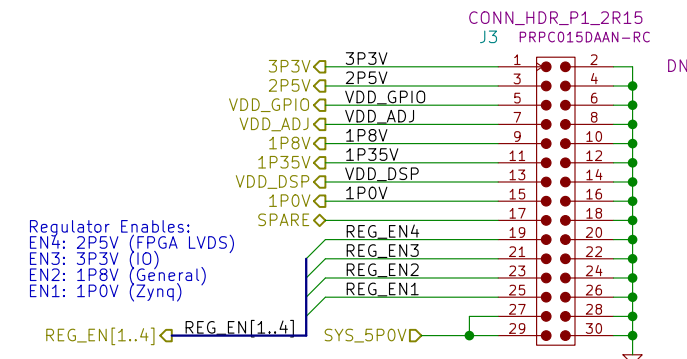 CONN_HDR_P1_2R15
J3 PRPC015DAAN-RC
DN
3P3V 3P3V 1 2
2P5V 2P5V 3 4
VDD_GPIO VDD_GPIO 5 6
VDD_ADJ VDD_ADJ 7 8
1P8V 1P8V 9 10
1P35V 1P35V 11 12
VDD_DSP VDD_DSP 13 14
1P0V 1P0V 15 16
SPARE 17 18
REG_EN4 19 20
REG_EN3 21 22
REG_EN2 23 24
REG_EN1 25 26
27 28
SYS_5P0V 29 30
Regulator Enables:
EN4: 2P5V (FPGA LVDS)
EN3: 3P3V (IO)
EN2: 1P8V (General)
EN1: 1P0V (Zynq)
REG_EN[1..4] REG_EN[1..4]